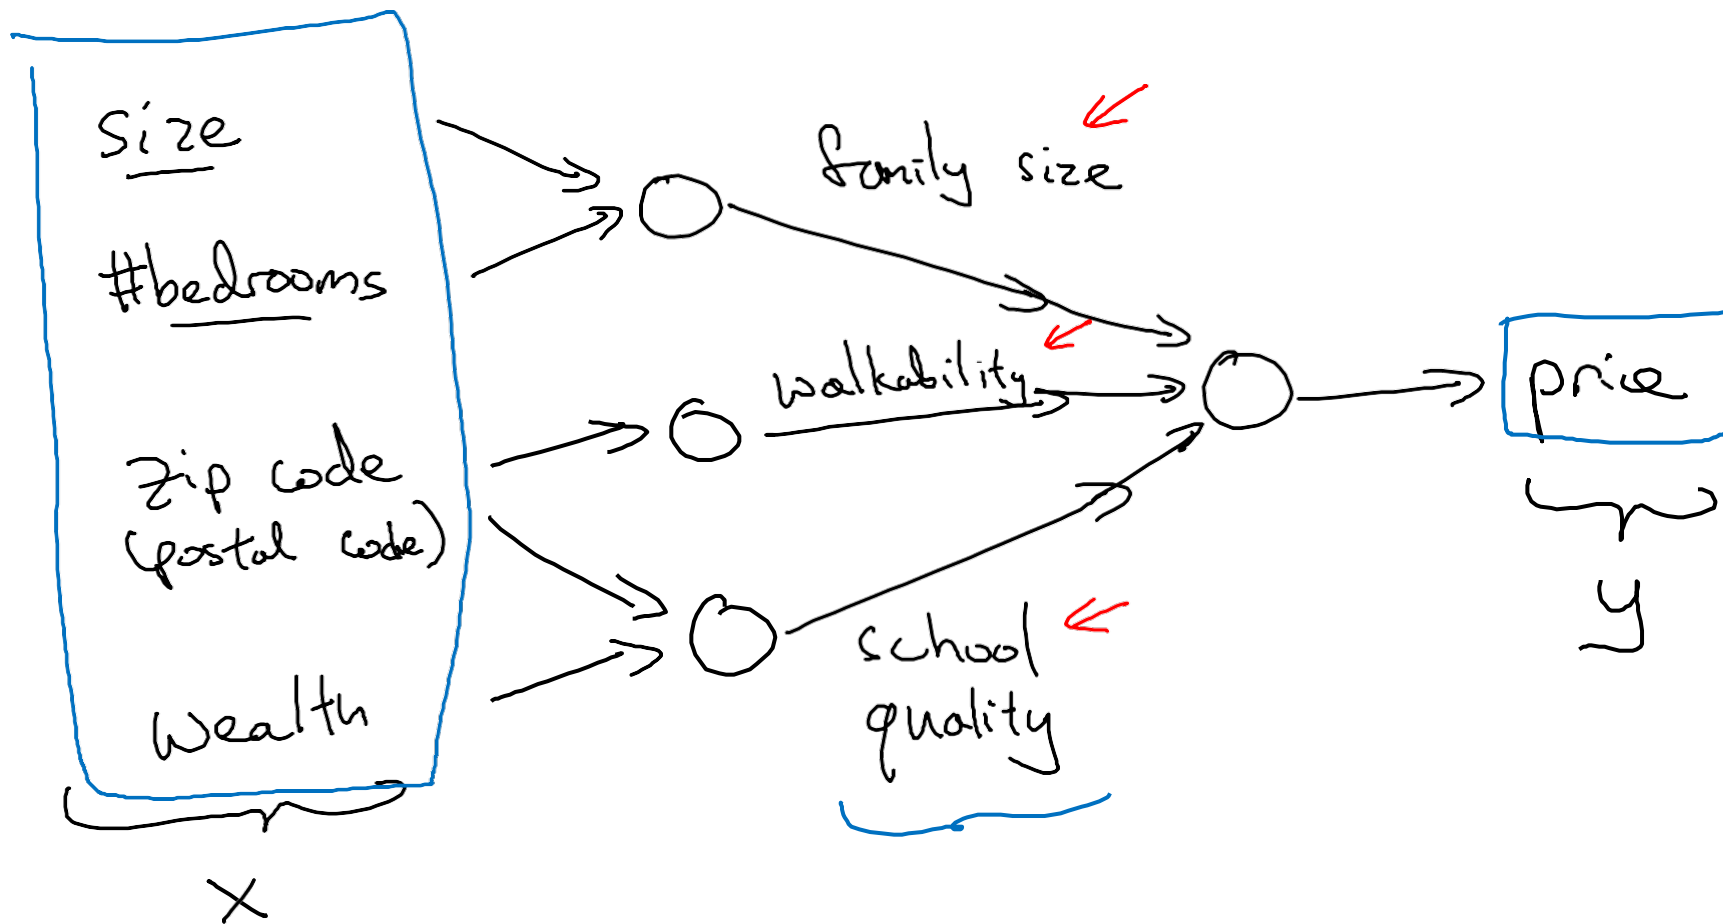 size
family size
#bedrooms
walkability
price
zip code
(postal code)
y
school
quality
wealth
x